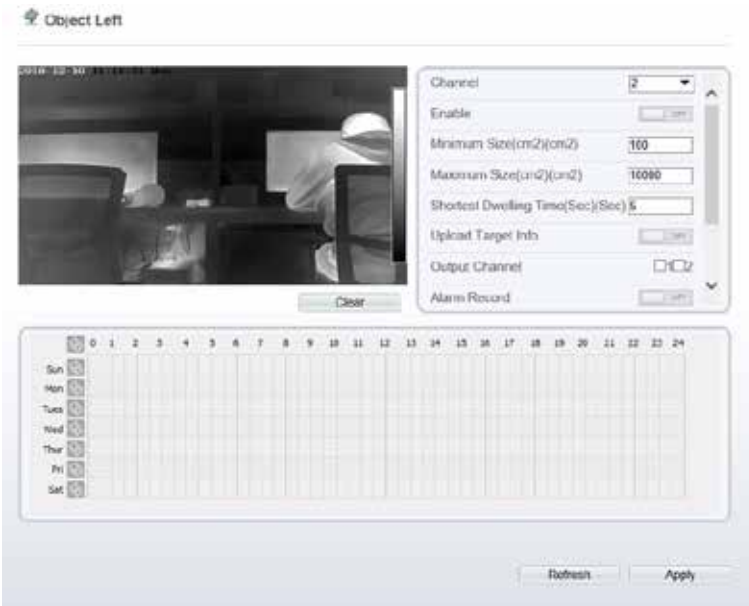 Object Left
Channel 2
Enable OFF
Minimum Size(cm2)(cm2) 100
Maximum Size(cm2)(cm2) 10000
Shortest Dwelling Time(Sec)(Sec) 5
Upload Target Info OFF
Output Channel 1 2
Alarm Record OFF
Clear
0 1 2 3 4 5 6 7 8 9 10 11 12 13 14 15 16 17 18 19 20 21 22 23 24
Sun
Mon
Tues
Wed
Thur
Fri
Sat
Refresh Apply